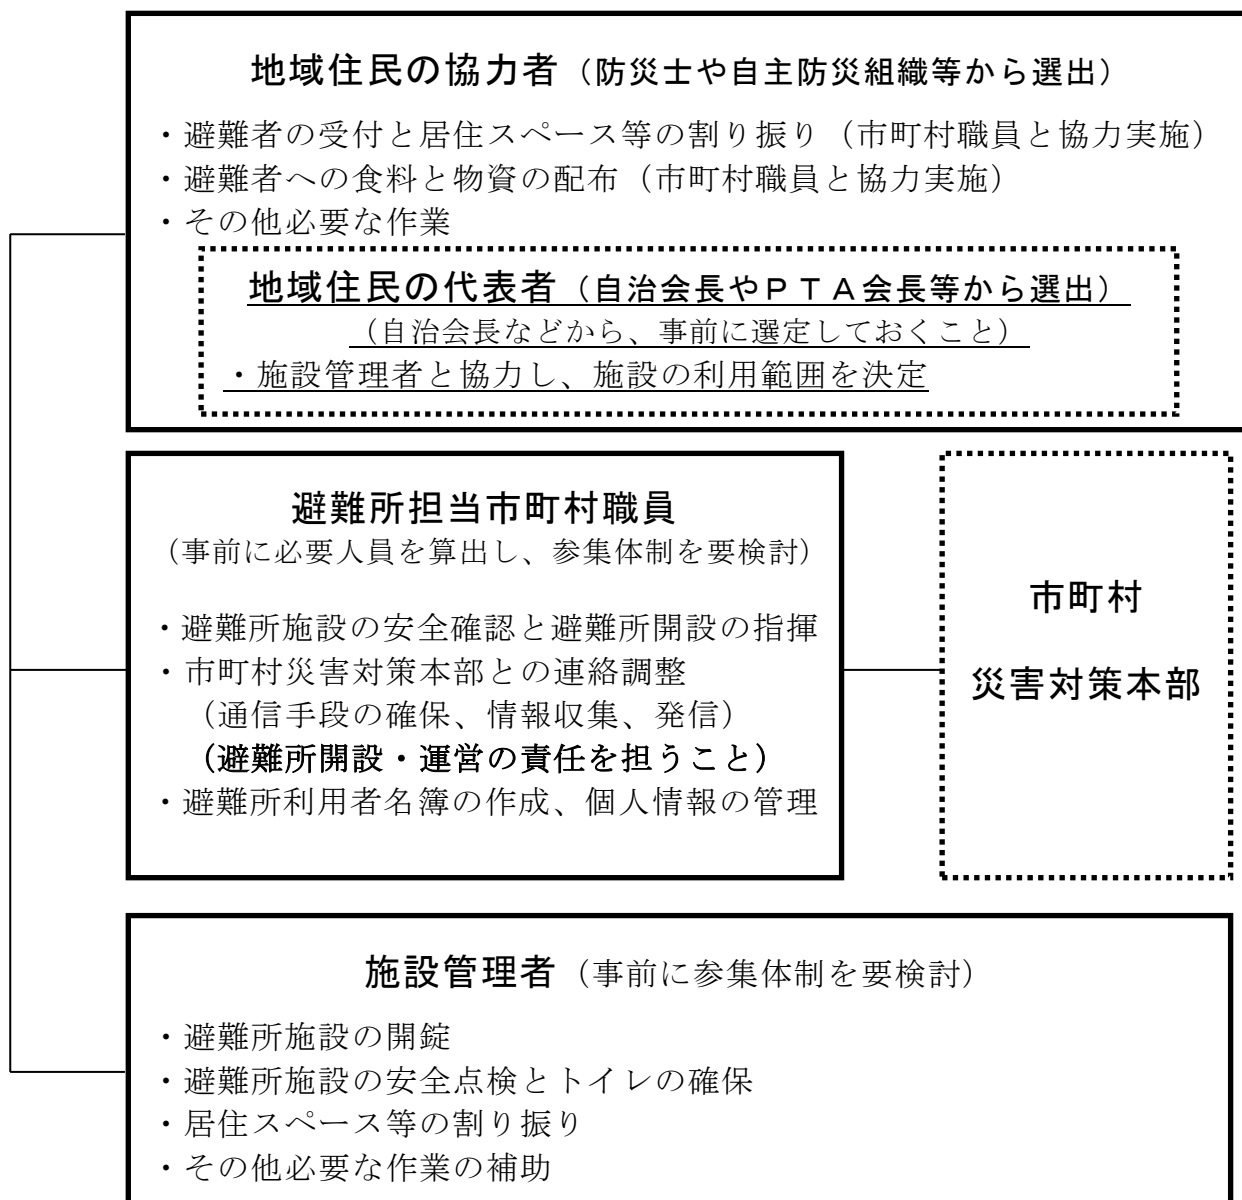 地域住民の協力者（防災士や自主防災組織等から選出）
・避難者の受付と居住スペース等の割り振り（市町村職員と協力実施）
・避難者への食料と物資の配布（市町村職員と協力実施）
・その他必要な作業
地域住民の代表者（自治会長やＰＴＡ会長等から選出）
（自治会長などから、事前に選定しておくこと）
・施設管理者と協力し、施設の利用範囲を決定
避難所担当市町村職員
（事前に必要人員を算出し、参集体制を要検討）
・避難所施設の安全確認と避難所開設の指揮
・市町村災害対策本部との連絡調整
（通信手段の確保、情報収集、発信）
（避難所開設・運営の責任を担うこと）
・避難所利用者名簿の作成、個人情報の管理
市町村
災害対策本部
施設管理者（事前に参集体制を要検討）
・避難所施設の開錠
・避難所施設の安全点検とトイレの確保
・居住スペース等の割り振り
・その他必要な作業の補助